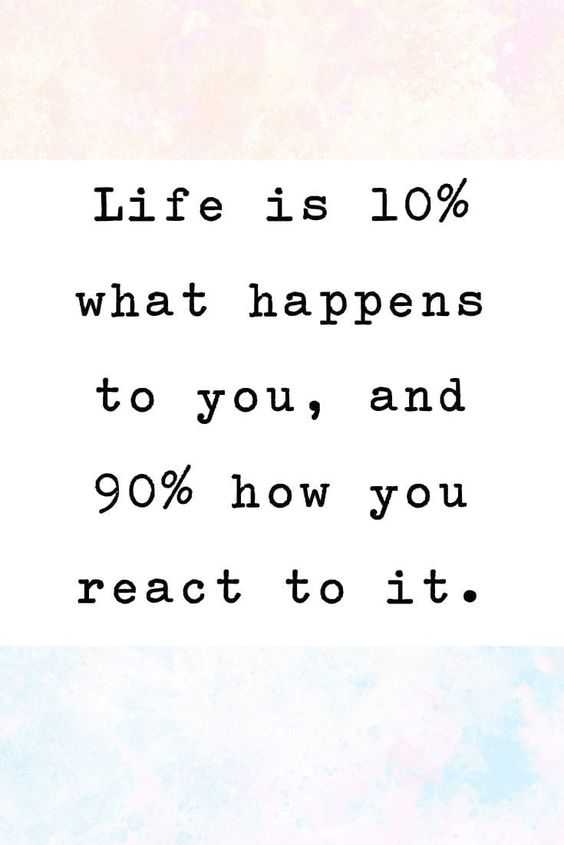 Life is 10%
what happens
to you, and
90% how you
react to it.